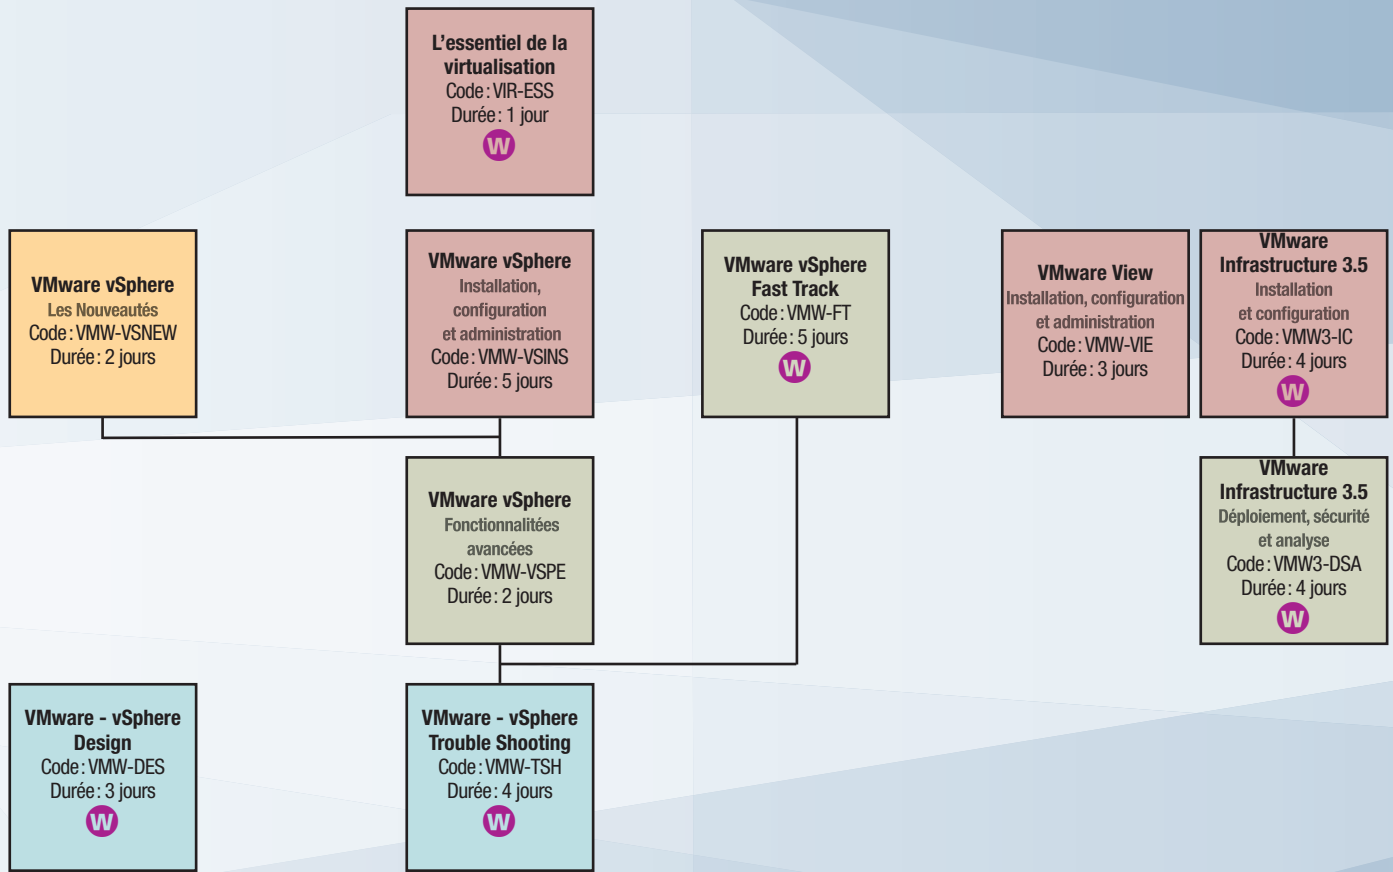 L'essentiel de la
virtualisation
Code : VIR-ESS
Durée : 1 jour
W
VMware vSphere
Les Nouveautés
Code : VMW-VSNEW
Durée : 2 jours
VMware vSphere
Installation,
configuration
et administration
Code : VMW-VSINS
Durée : 5 jours
VMware vSphere
Fast Track
Code : VMW-FT
Durée : 5 jours
W
VMware View
Installation, configuration
et administration
Code : VMW-VIE
Durée : 3 jours
VMware
Infrastructure 3.5
Installation
et configuration
Code : VMW3-IC
Durée : 4 jours
W
VMware vSphere
Fonctionnalitées
avancées
Code : VMW-VSPE
Durée : 2 jours
VMware
Infrastructure 3.5
Déploiement, sécurité
et analyse
Code : VMW3-DSA
Durée : 4 jours
W
VMware - vSphere
Design
Code : VMW-DES
Durée : 3 jours
W
VMware - vSphere
Trouble Shooting
Code : VMW-TSH
Durée : 4 jours
W